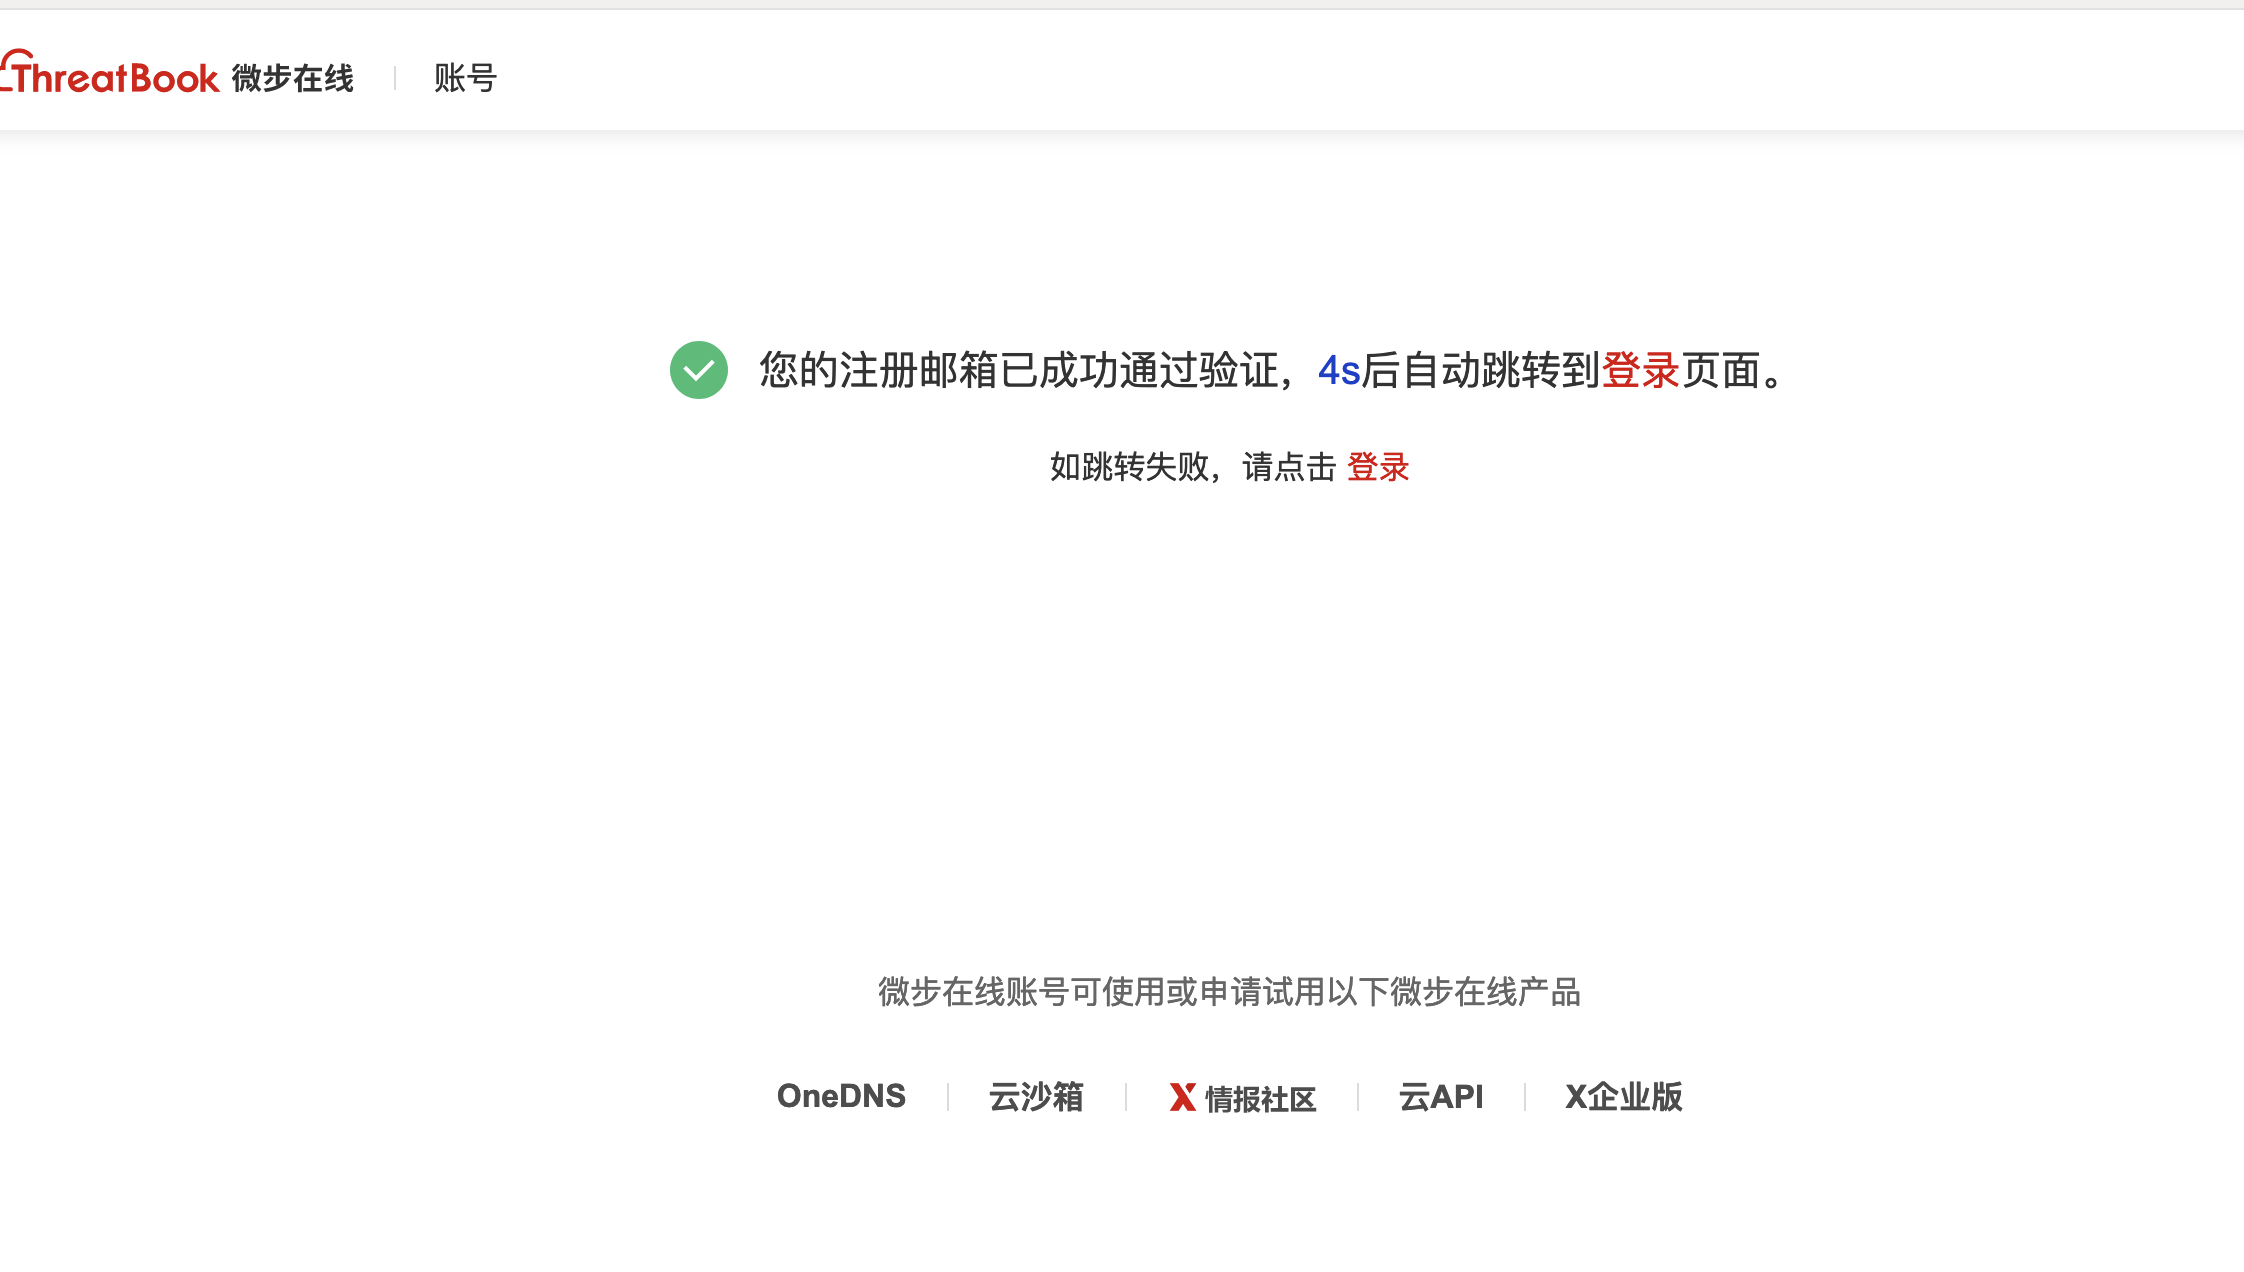 ThreatBook 微步在线 账号
您的注册邮箱已成功通过验证，4s后自动跳转到登录页面。
如跳转失败，请点击 登录
微步在线账号可使用或申请试用以下微步在线产品
OneDNS 云沙箱 X 情报社区 云API X企业版